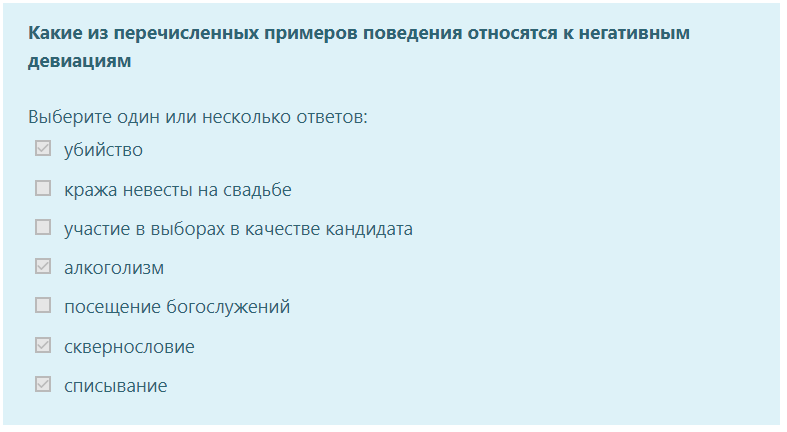 Какие из перечисленных примеров поведения относятся к негативным
девиациям
Выберите один или несколько ответов:
убийство
кража невесты на свадьбе
участие в выборах в качестве кандидата
алкоголизм
посещение богослужений
сквернословие
списывание